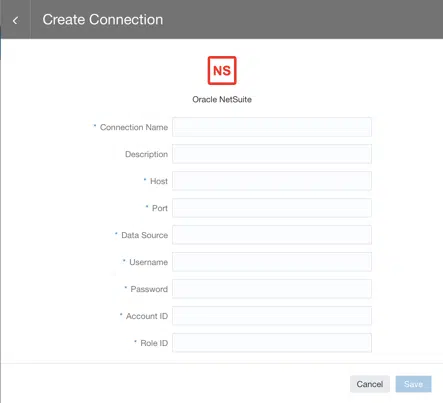 Create Connection
NS
Oracle NetSuite
* Connection Name
Description
* Host
* Port
* Data Source
* Username
* Password
* Account ID
* Role ID
Cancel Save